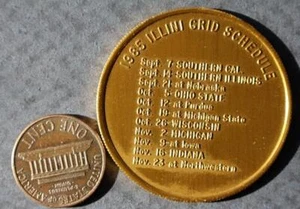 1985 ILLINI GRID SCHEDULE
Sept. 7-SOUTHERN CAL.
Sept. 14-SOUTHERN ILLINOIS
Sept. 21 at Nebraska
Oct. 5-OHIO STATE
Oct. 12 at Purdue
Oct. 19 at Michigan State
Oct. 26-WISCONSIN
Nov. 2-MICHIGAN
Nov. 9-at Iowa
Nov. 16-INDIANA
Nov. 23 at Northwestern
UNITED STATES OF AMERICA
ONE CENT